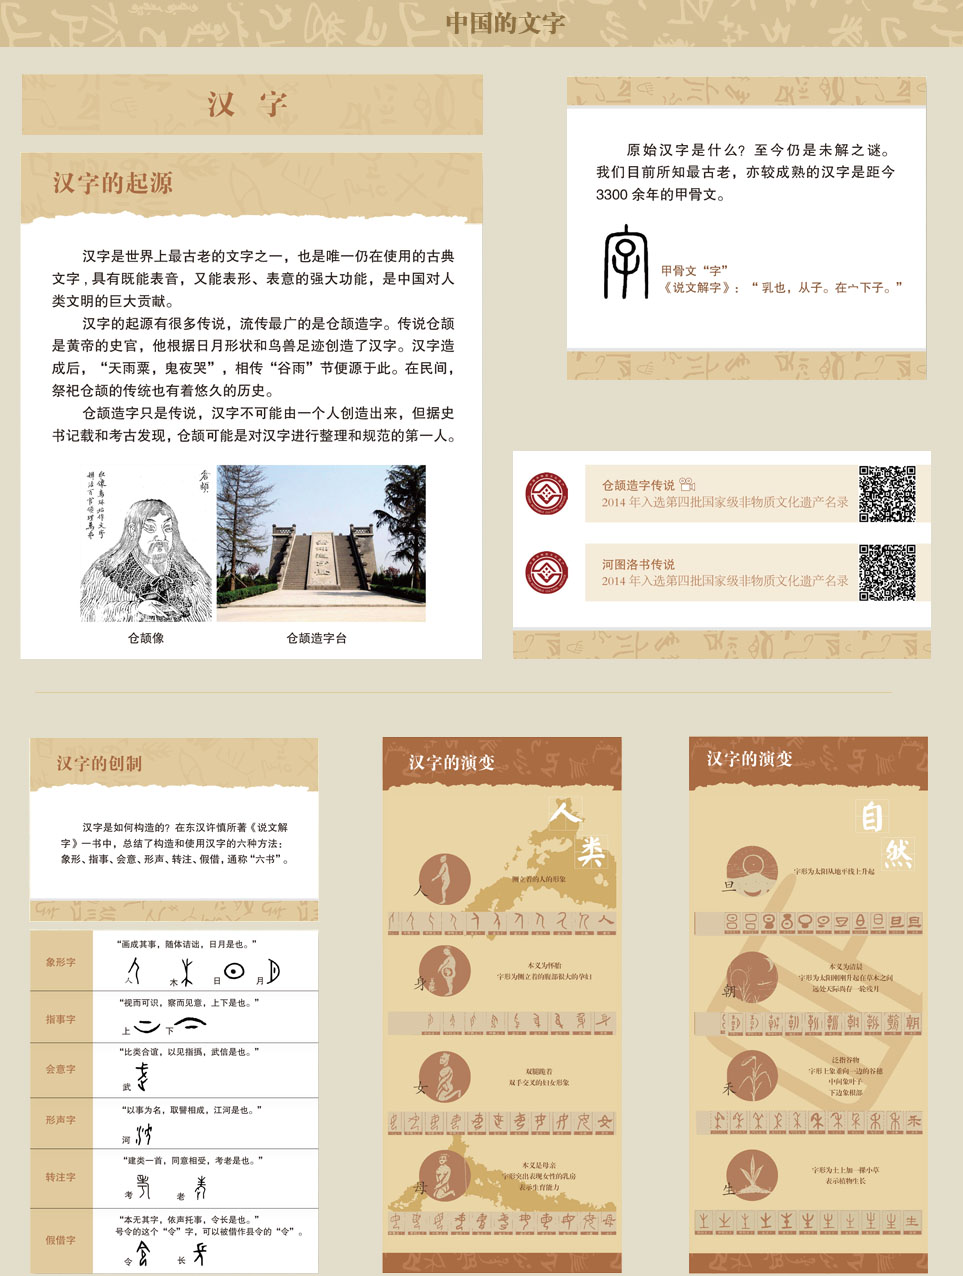 中国的文字
汉 字
汉字的起源
汉字是世界上最古老的文字之一，也是唯一仍在使用的古典
文字，具有既能表音，又能表形、表意的强大功能，是中国对人
类文明的巨大贡献。
汉字的起源有很多传说，流传最广的是仓颉造字。传说仓颉
是黄帝的史官，他根据日月形状和鸟兽足迹创造了汉字。汉字造
成后，“天雨粟，鬼夜哭”，相传“谷雨”节便源于此。在民间，
祭祀仓颉的传统也有着悠久的历史。
仓颉造字只是传说，汉字不可能由一个人创造出来，但据史
书记载和考古发现，仓颉可能是对汉字进行整理和规范的第一人。
仓颉像
仓颉造字台
原始汉字是什么？至今仍是未解之谜。
我们目前所知最古老，亦较成熟的汉字是距今
3300 余年的甲骨文。
甲骨文“字”
《说文解字》：“乳也，从子。在宀下子。”
仓颉造字传说
2014 年入选第四批国家级非物质文化遗产名录
河图洛书传说
2014 年入选第四批国家级非物质文化遗产名录
汉字的创制
汉字是如何构造的？在东汉许慎所著《说文解
字》一书中，总结了构造和使用汉字的六种方法：
象形、指事、会意、形声、转注、假借，通称“六书”。
象形字
“画成其事，随体诘诎，日月是也。”
人 木 日 月
指事字
“视而可识，察而见意，上下是也。”
上 下
会意字
“比类合谊，以见指撝，武信是也。”
武
形声字
“以事为名，取譬相成，江河是也。”
河
转注字
“建类一首，同意相受，考老是也。”
考 老
假借字
“本无其字，依声托事，令长是也。”
号令的这个“令”字，可以被借作县令的“令”。
令 长
汉字的演变
人类
人
侧立着的人的形象
身
本义为怀胎
字形为侧立着的腹部很大的孕妇
女
双腿跪着
双手交叉的妇女形象
母
本义是母亲
字形突出表现女性的乳房
表示生育能力
汉字的演变
自然
旦
字形为太阳从地平线上升起
朝
本义为清晨
字形为太阳刚刚升起在草木之间
远处天际尚存一轮残月
禾
泛指谷物
字形上象垂向一边的谷穗
中间象叶子
下边象根部
生
字形为土上加一棵小草
表示植物生长